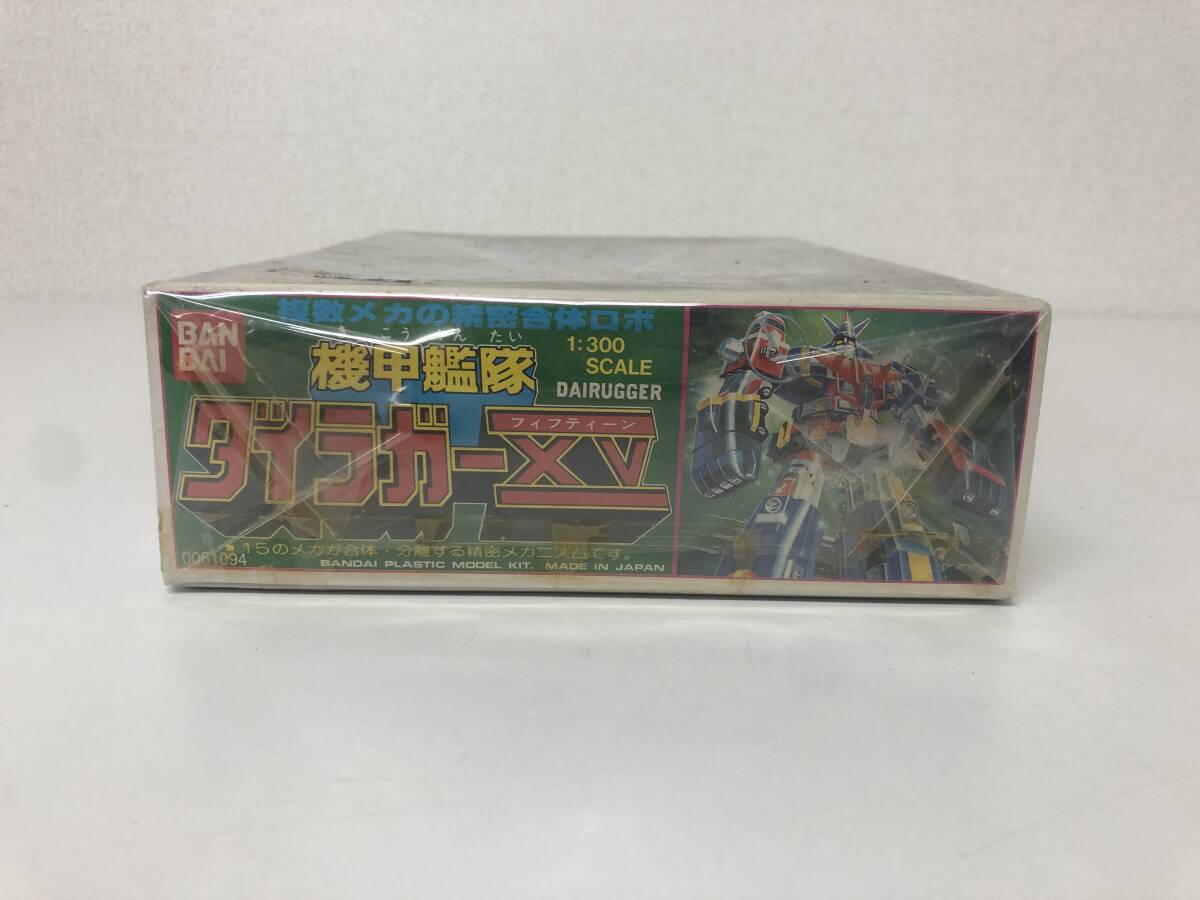 BAN
DAI
複数メカの精密合体ロボ
き こう かん たい
機甲艦隊
1:300
SCALE
DAIRUGGER
フィフティーン
ダイラガーXV
15のメカが合体・分離する精密メカニズムです。
0061094
BANDAI PLASTIC MODEL KIT. MADE IN JAPAN